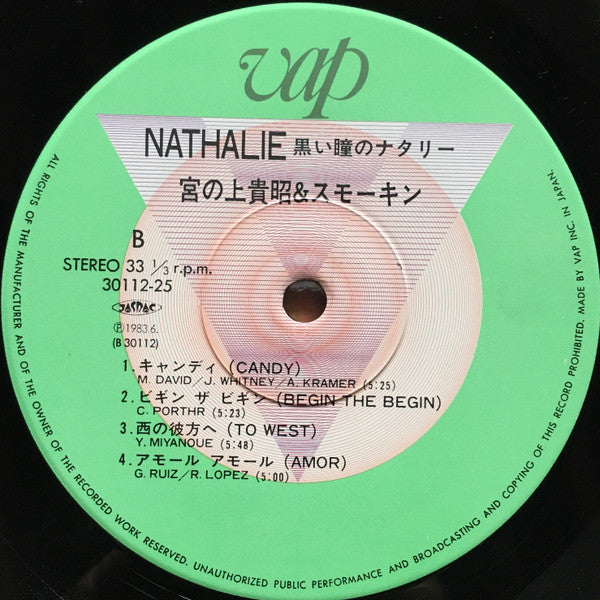 vap
NATHALIE 黒い瞳のナタリー
宮の上貴昭&スモーキン
B
STEREO 33 1/3 r.p.m.
30112-25
JASRAC
Ⓟ1983.6.
(B 30112)
1. キャンディ (CANDY)
M. DAVID/J. WHITNEY/A. KRAMER (5:25)
2. ビギン ザ ビギン (BEGIN THE BEGIN)
C. PORTHR (5:23)
3. 西の彼方へ (TO WEST)
Y. MIYANOUE (5:48)
4. アモール アモール (AMOR)
G. RUIZ/R. LOPEZ (5:00)
ALL RIGHTS OF THE MANUFACTURER AND OF THE OWNER OF THE RECORDED WORK RESERVED. UNAUTHORIZED PUBLIC PERFORMANCE AND BROADCASTING AND COPYING OF THIS RECORD PROHIBITED. MADE BY VAP INC. IN JAPAN.